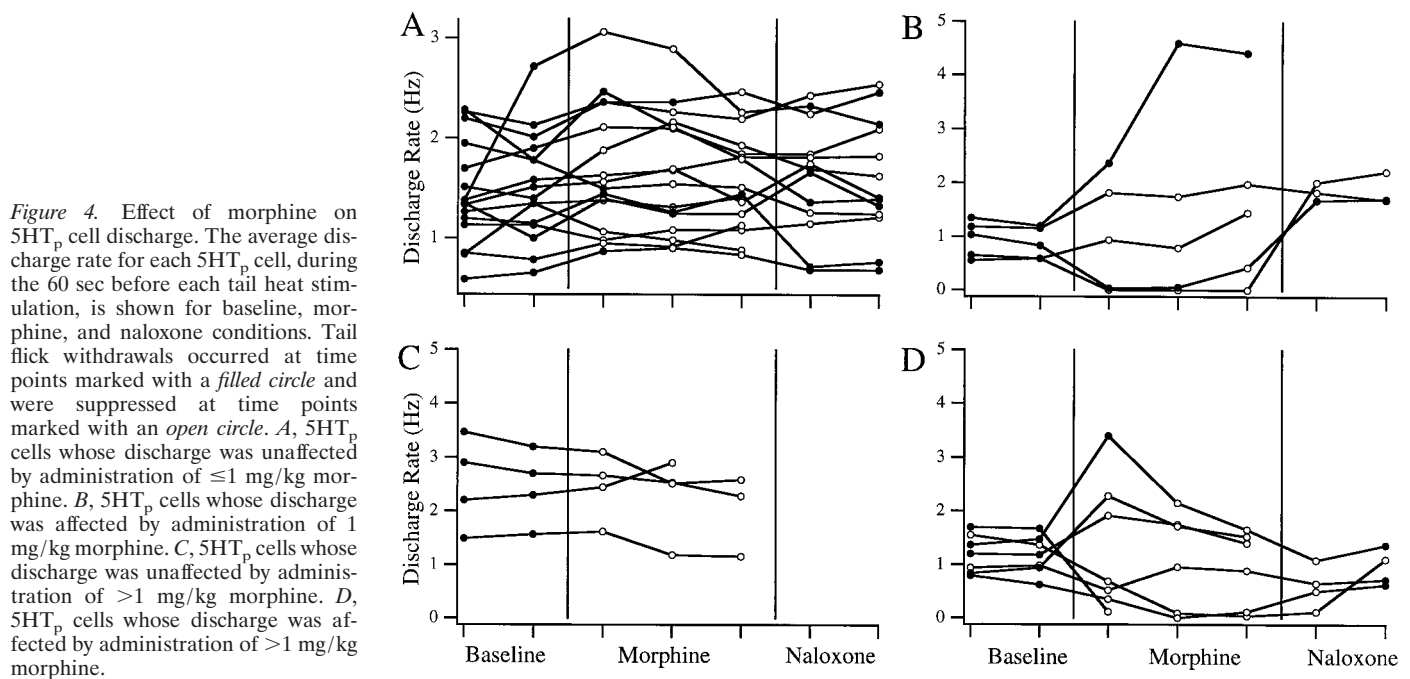 Figure 4. Effect of morphine on
5HTp cell discharge. The average dis-
charge rate for each 5HTp cell, during
the 60 sec before each tail heat stim-
ulation, is shown for baseline, mor-
phine, and naloxone conditions. Tail
flick withdrawals occurred at time
points marked with a filled circle and
were suppressed at time points
marked with an open circle. A, 5HTp
cells whose discharge was unaffected
by administration of ≤1 mg/kg mor-
phine. B, 5HTp cells whose discharge
was affected by administration of 1
mg/kg morphine. C, 5HTp cells whose
discharge was unaffected by adminis-
tration of >1 mg/kg morphine. D,
5HTp cells whose discharge was af-
fected by administration of >1 mg/kg
morphine.
A
3
2
1
Discharge Rate (Hz)
B
5
4
3
2
1
0
C
5
4
3
2
1
0
Discharge Rate (Hz)
Baseline Morphine Naloxone
D
5
4
3
2
1
0
Baseline Morphine Naloxone